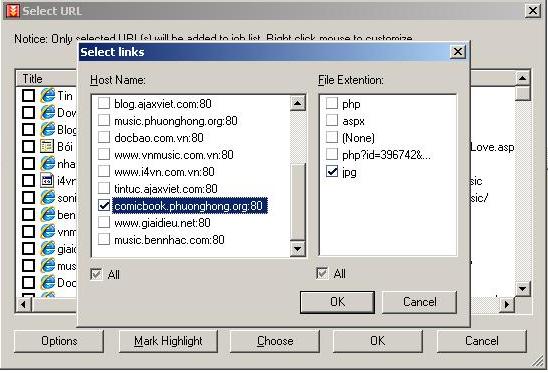 Select URL
Notice: Only selected URL(s) will be added to job list. Right click mouse to customize
Select links
Title
Tin
Dow
Blog
Bói
nha
i4vn
soni
ben
www
giaid
mus
Doc
Love.asp
sic
sic/
Host Name:
blog.ajaxviet.com:80
music.phuonghong.org:80
docbao.com.vn:80
www.vnmusic.com.vn:80
www.i4vn.com.vn:80
tintuc.ajaxviet.com:80
comicbook.phuonghong.org:80
www.giaidieu.net:80
music.bennhac.com:80
All
File Extention:
php
aspx
(None)
php?id=396742&...
jpg
All
OK
Cancel
Options
Mark Highlight
Choose
OK
Cancel